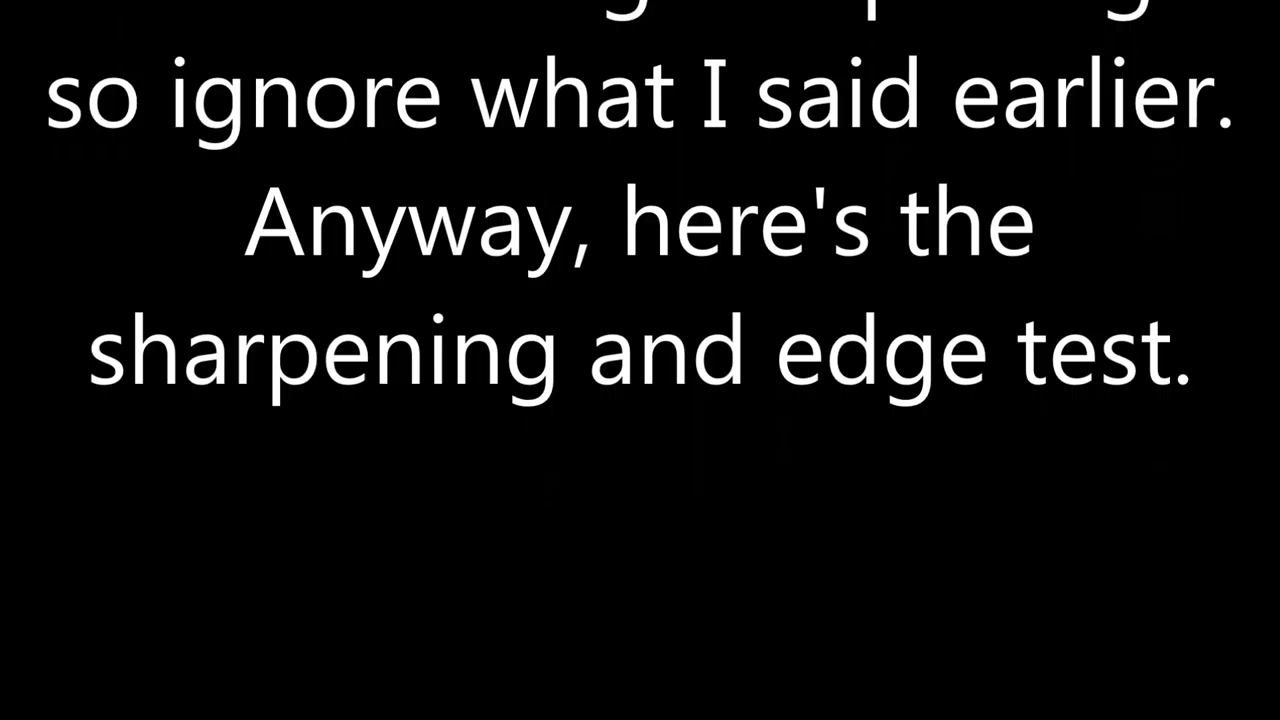 so ignore what I said earlier.
Anyway, here's the
sharpening and edge test.